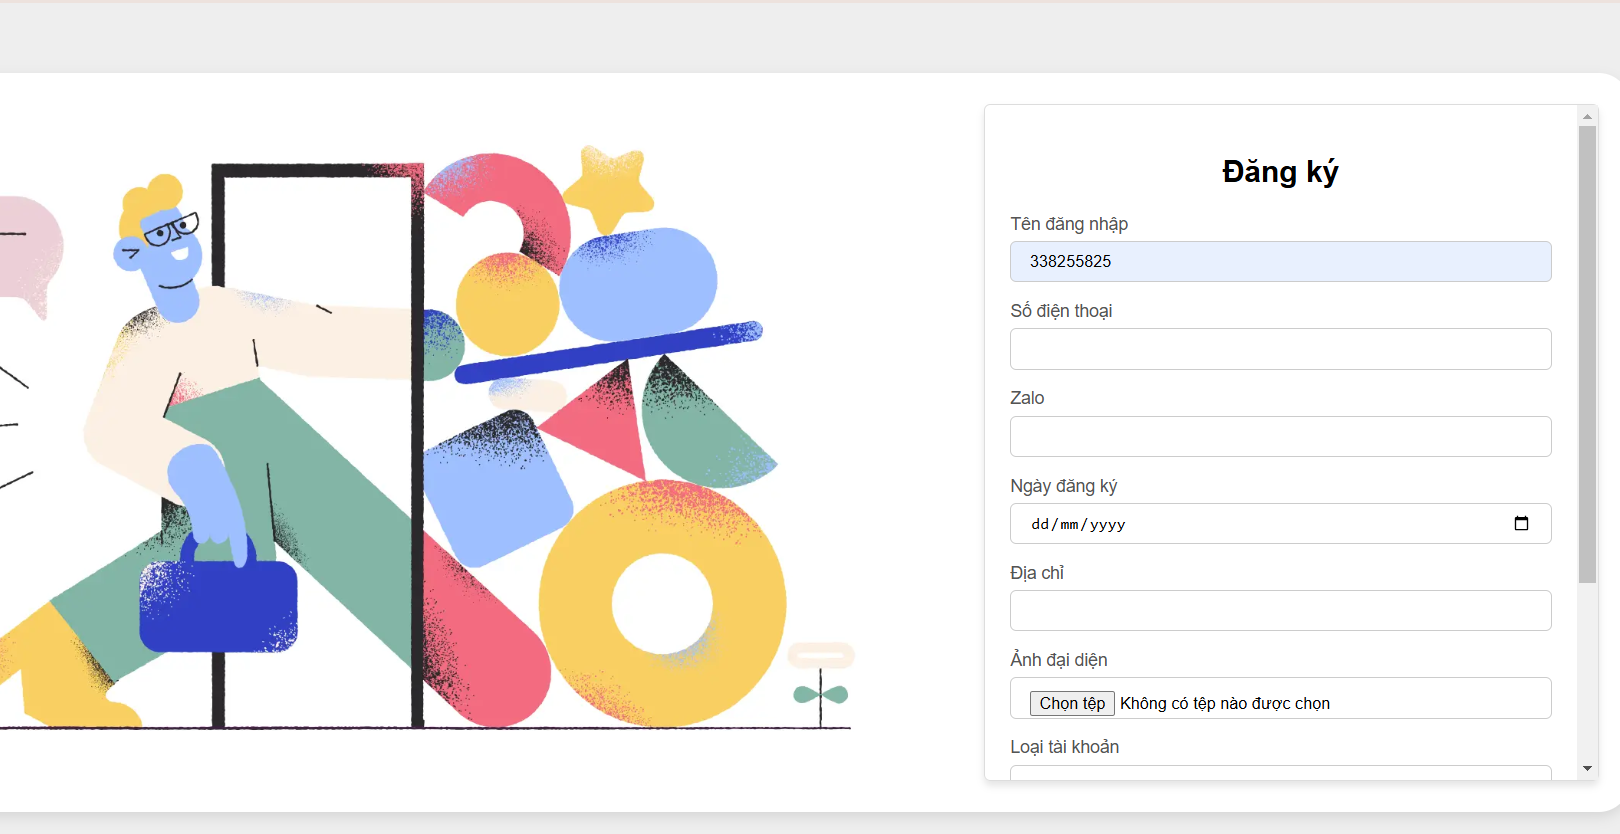 Đăng ký
Tên đăng nhập
338255825
Số điện thoại
Zalo
Ngày đăng ký
dd/mm/yyyy
Địa chỉ
Ảnh đại diện
Chọn tệp Không có tệp nào được chọn
Loại tài khoản